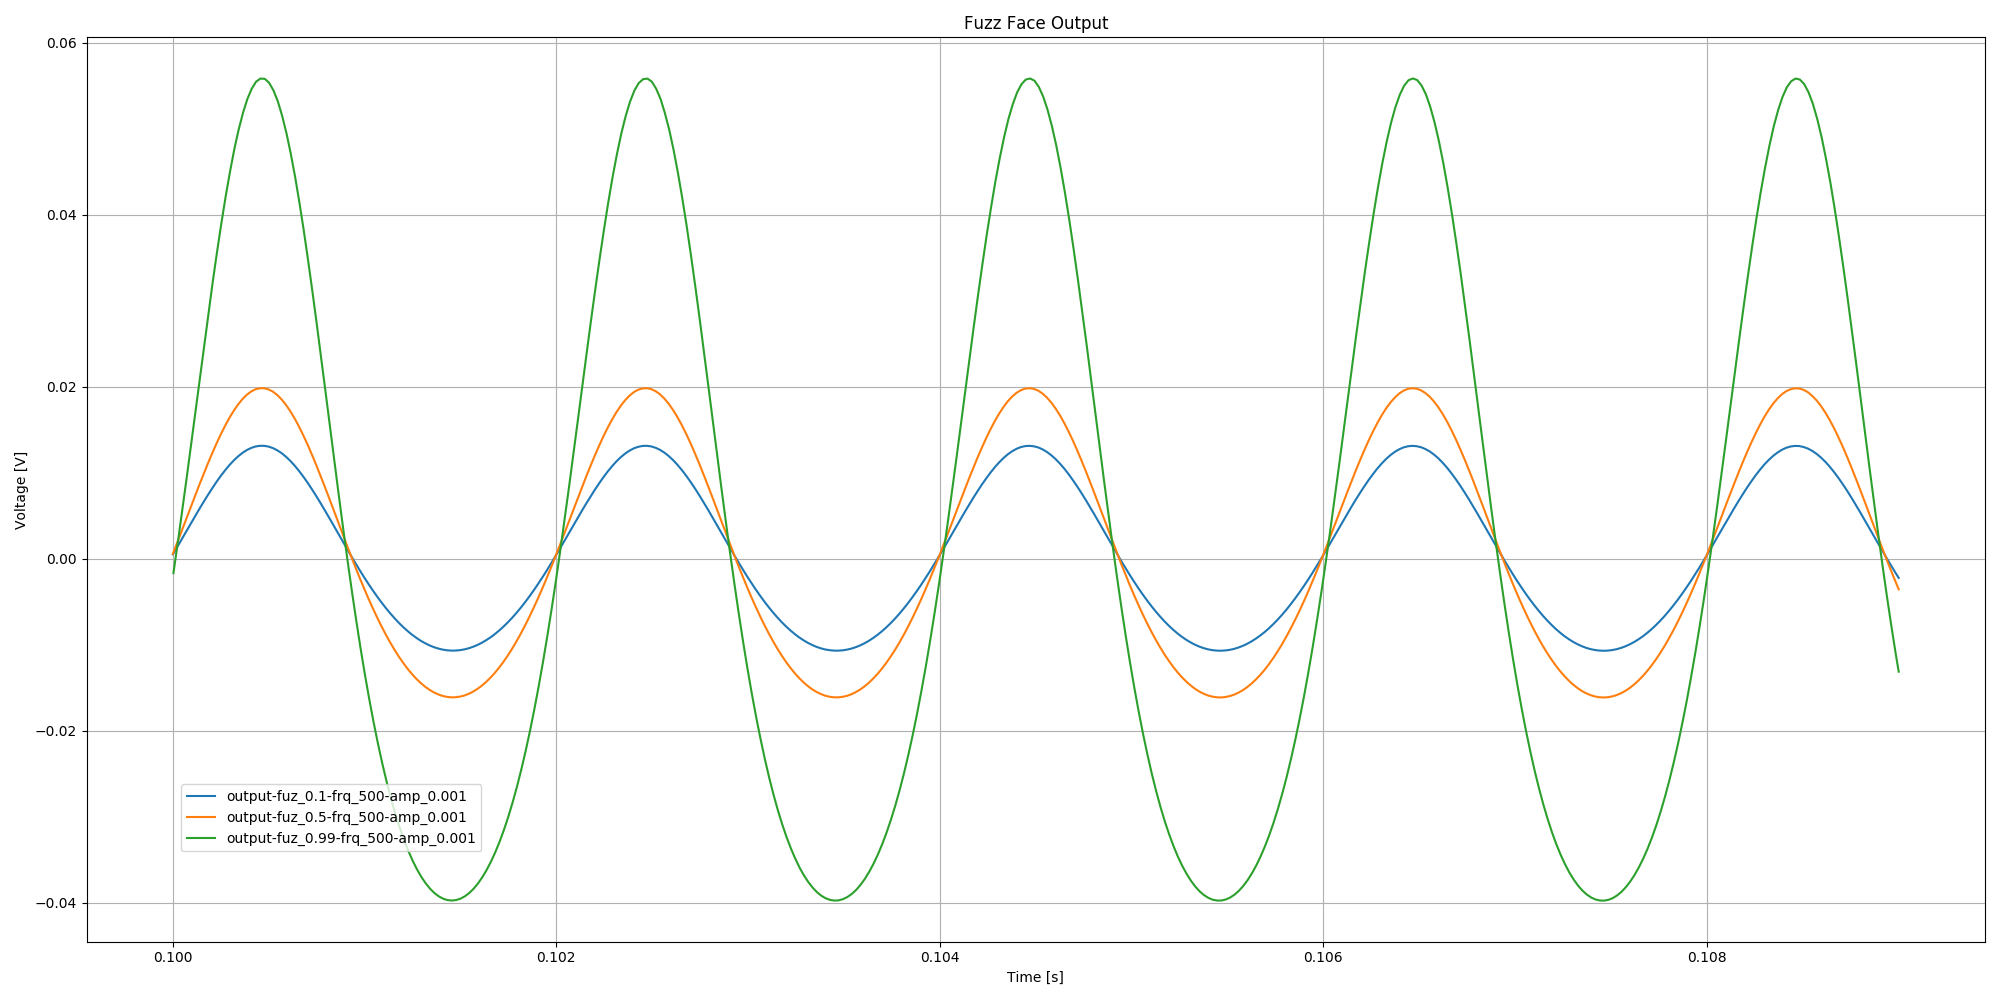 Fuzz Face Output
Voltage [V]
0.06
0.04
0.02
0.00
−0.02
−0.04
output-fuz_0.1-frq_500-amp_0.001
output-fuz_0.5-frq_500-amp_0.001
output-fuz_0.99-frq_500-amp_0.001
0.100 0.102 0.104 0.106 0.108
Time [s]